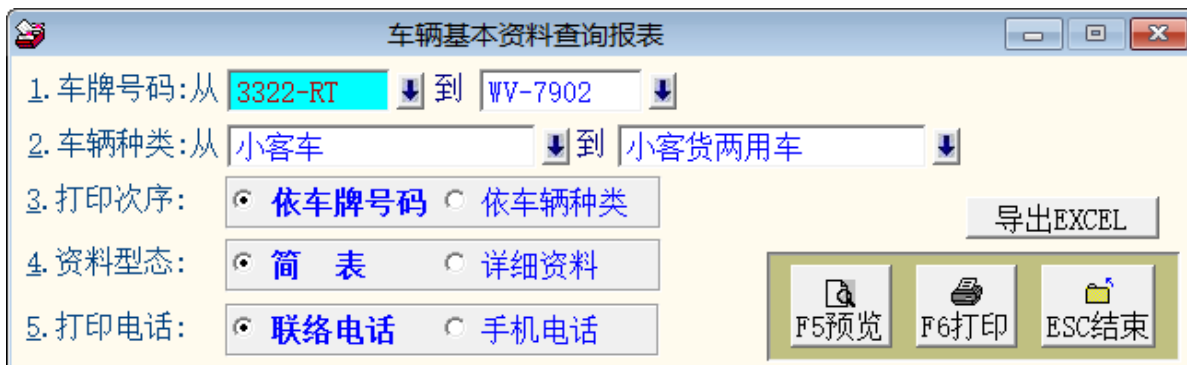 车辆基本资料查询报表
1.车牌号码:从 3322-RT 到 WV-7902
2.车辆种类:从 小客车 到 小客货两用车
3.打印次序: 依车牌号码 依车辆种类
导出EXCEL
4.资料型态: 简 表 详细资料
5.打印电话: 联络电话 手机电话
F5预览 F6打印 ESC结束